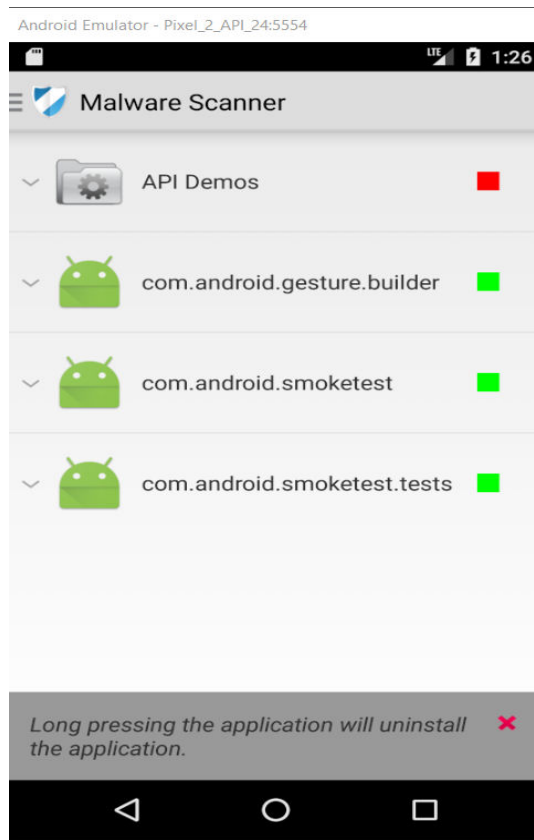 Android Emulator - Pixel_2_API_24:5554
LTE 1:26
Malware Scanner
API Demos
com.android.gesture.builder
com.android.smoketest
com.android.smoketest.tests
Long pressing the application will uninstall
the application.